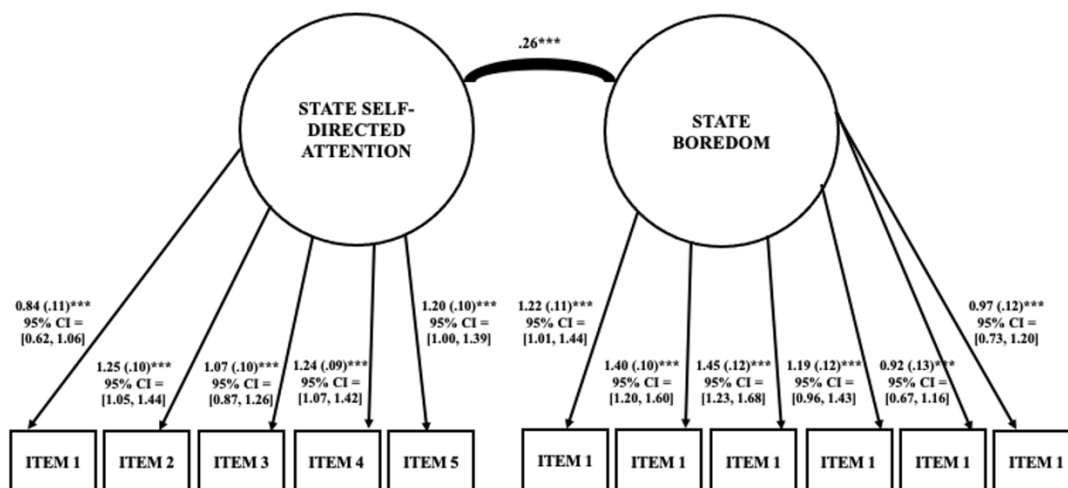 .26***
STATE SELF-
DIRECTED
ATTENTION
STATE
BOREDOM
0.84 (.11)***
95% CI =
[0.62, 1.06]
1.25 (.10)***
95% CI =
[1.05, 1.44]
1.07 (.10)***
95% CI =
[0.87, 1.26]
1.24 (.09)***
95% CI =
[1.07, 1.42]
1.20 (.10)***
95% CI =
[1.00, 1.39]
1.22 (.11)***
95% CI =
[1.01, 1.44]
1.40 (.10)***
95% CI =
[1.20, 1.60]
1.45 (.12)***
95% CI =
[1.23, 1.68]
1.19 (.12)***
95% CI =
[0.96, 1.43]
0.92 (.13)***
95% CI =
[0.67, 1.16]
0.97 (.12)***
95% CI =
[0.73, 1.20]
ITEM 1
ITEM 2
ITEM 3
ITEM 4
ITEM 5
ITEM 1
ITEM 1
ITEM 1
ITEM 1
ITEM 1
ITEM 1